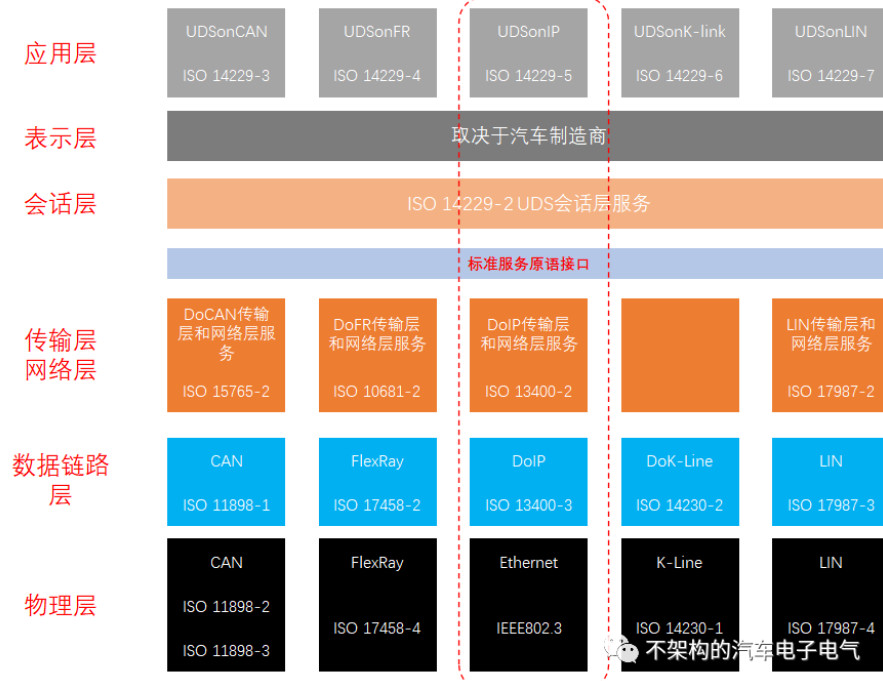 应用层
UDSonCAN
ISO 14229-3
UDSonFR
ISO 14229-4
UDSonIP
ISO 14229-5
UDSonK-link
ISO 14229-6
UDSonLIN
ISO 14229-7
表示层
取决于汽车制造商
会话层
ISO 14229-2 UDS会话层服务
标准服务原语接口
传输层
网络层
DoCAN传输
层和网络层服
务
ISO 15765-2
DoFR传输层
和网络层服务
ISO 10681-2
DoIP传输层
和网络层服务
ISO 13400-2
LIN传输层和
网络层服务
ISO 17987-2
数据链路
层
CAN
ISO 11898-1
FlexRay
ISO 17458-2
DoIP
ISO 13400-3
DoK-Line
ISO 14230-2
LIN
ISO 17987-3
物理层
CAN
ISO 11898-2
ISO 11898-3
FlexRay
ISO 17458-4
Ethernet
IEEE802.3
K-Line
ISO 14230-1
LIN
ISO 17987-4
不架构的汽车电子电气